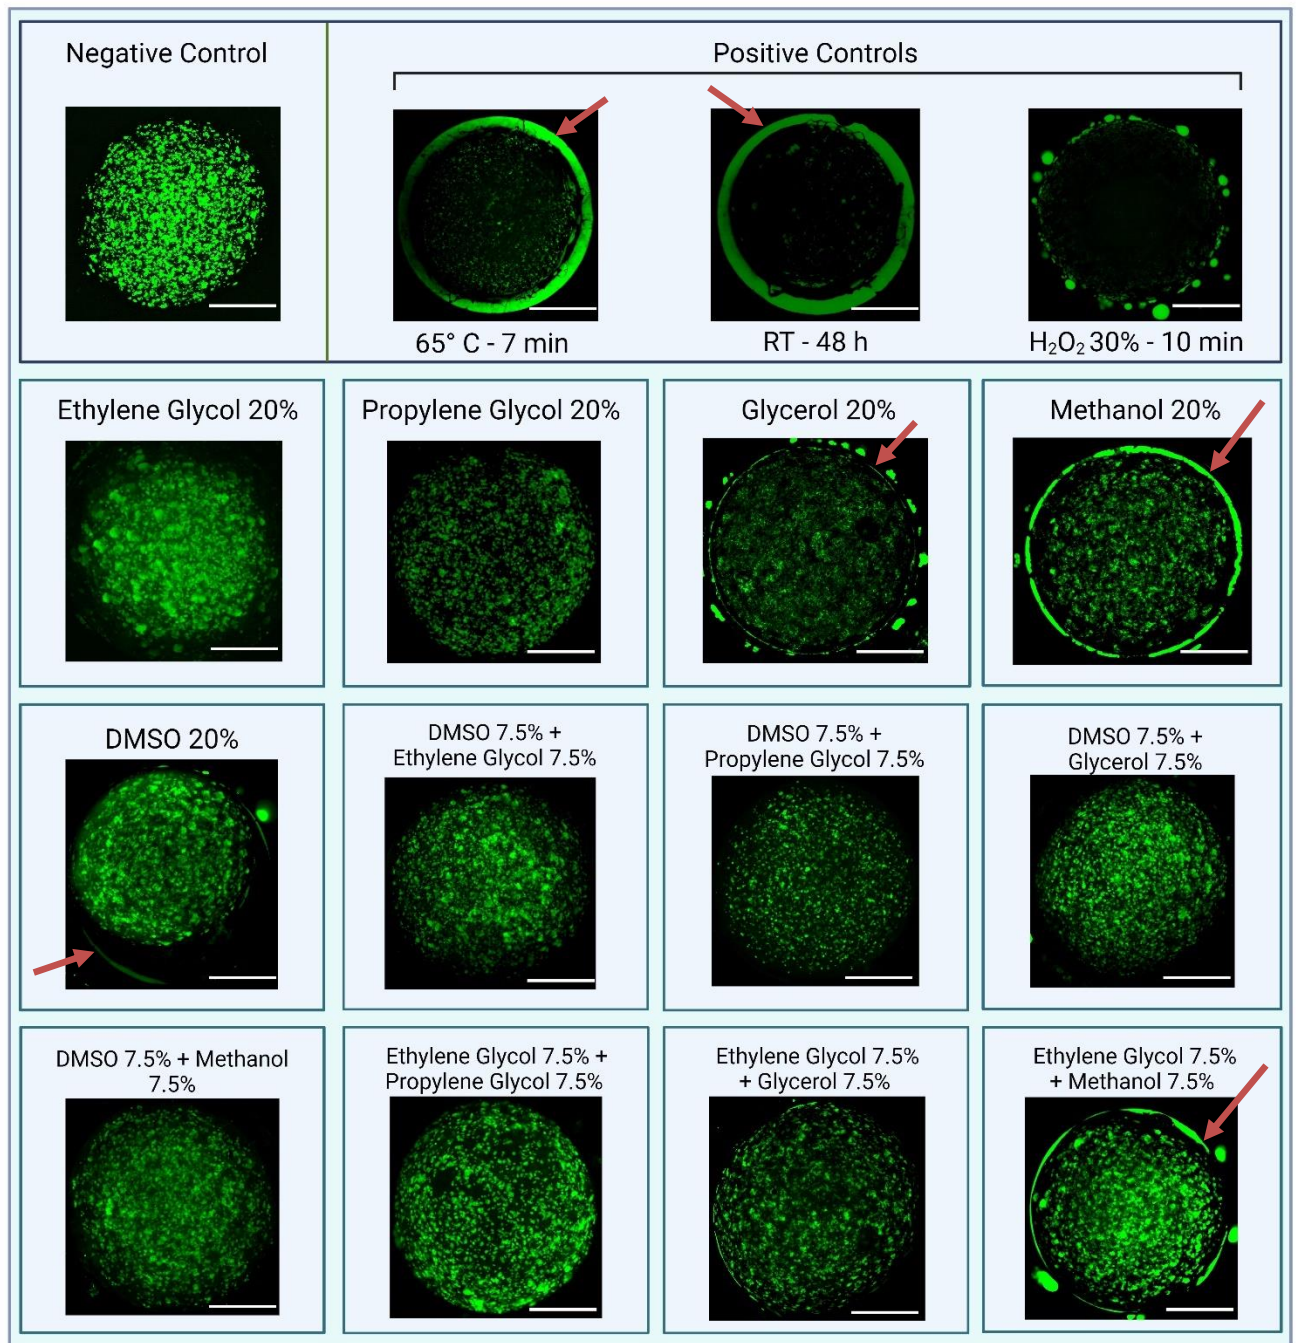 Negative Control
Positive Controls
65° C - 7 min
RT - 48 h
H₂O₂ 30% - 10 min
Ethylene Glycol 20%
Propylene Glycol 20%
Glycerol 20%
Methanol 20%
DMSO 20%
DMSO 7.5% +
Ethylene Glycol 7.5%
DMSO 7.5% +
Propylene Glycol 7.5%
DMSO 7.5% +
Glycerol 7.5%
DMSO 7.5% + Methanol
7.5%
Ethylene Glycol 7.5% +
Propylene Glycol 7.5%
Ethylene Glycol 7.5%
+ Glycerol 7.5%
Ethylene Glycol 7.5%
+ Methanol 7.5%